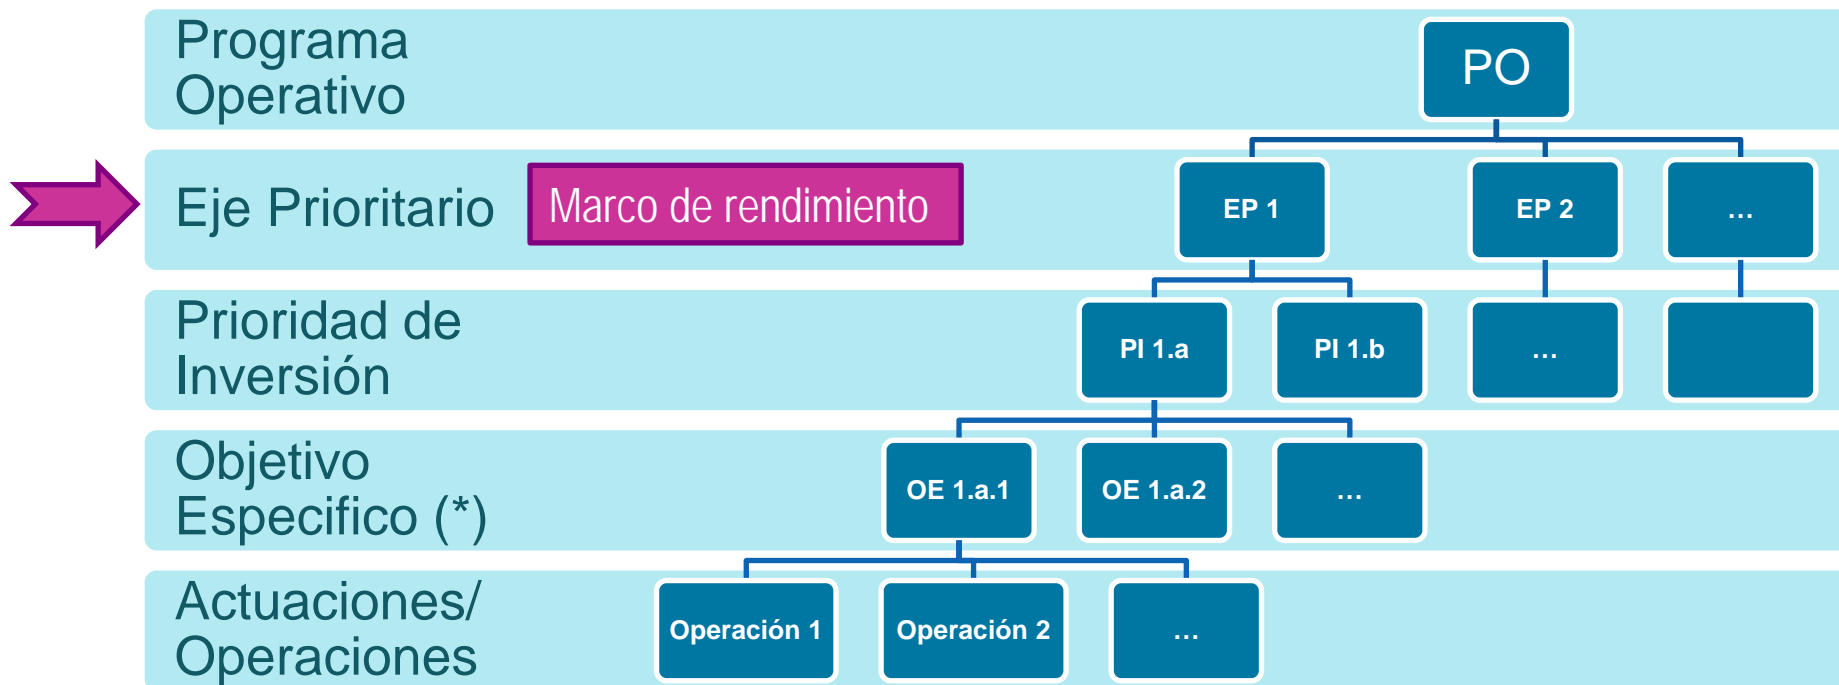 Programa
Operativo
PO
Eje Prioritario
Marco de rendimiento
EP 1
EP 2
...
Prioridad de
Inversión
PI 1.a
PI 1.b
...
Objetivo
Especifico (*)
OE 1.a.1
OE 1.a.2
...
Actuaciones/
Operaciones
Operación 1
Operación 2
...